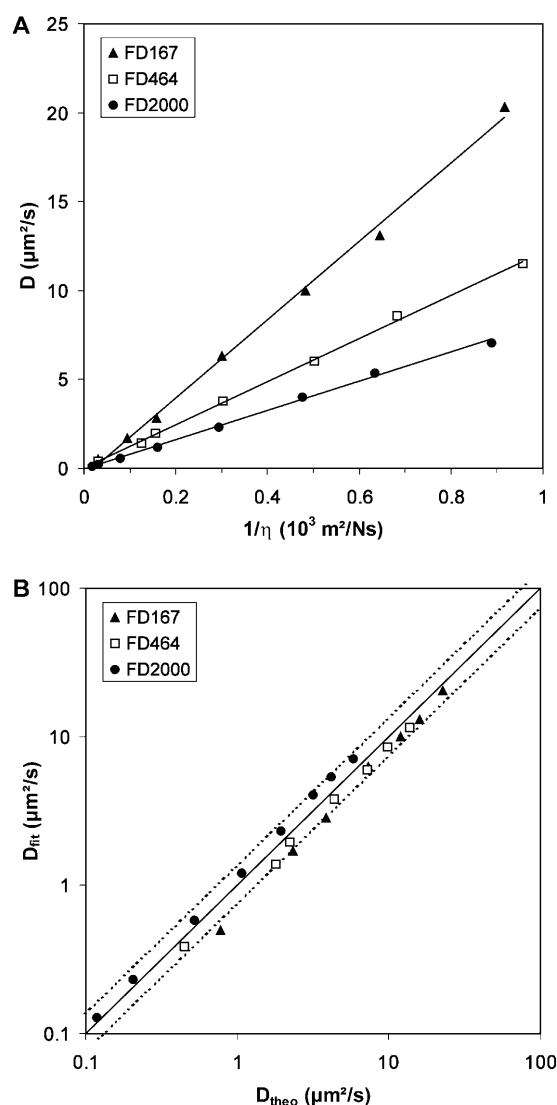 A
FD167
FD464
FD2000
25
20
15
10
5
0
D (µm²/s)
0 0.2 0.4 0.6 0.8 1
1/η (10³ m²/Ns)
B
FD167
FD464
FD2000
100
10
1
0.1
Dfit (µm²/s)
0.1 1 10 100
Dtheo (µm²/s)